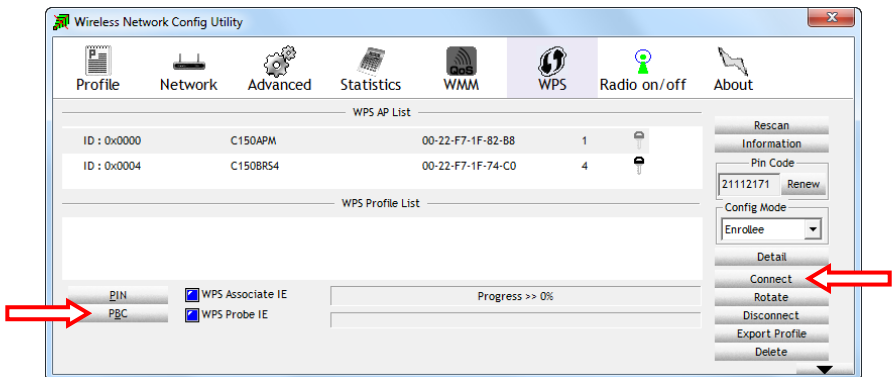 Wireless Network Config Utility
Profile Network Advanced Statistics WMM WPS Radio on/off About
QoS
WPS AP List
ID : 0x0000 C150APM 00-22-F7-1F-82-B8 1
ID : 0x0004 C150BRS4 00-22-F7-1F-74-C0 4
WPS Profile List
PIN WPS Associate IE Progress >> 0%
PBC WPS Probe IE
Rescan
Information
Pin Code
21112171 Renew
Config Mode
Enrollee
Detail
Connect
Rotate
Disconnect
Export Profile
Delete